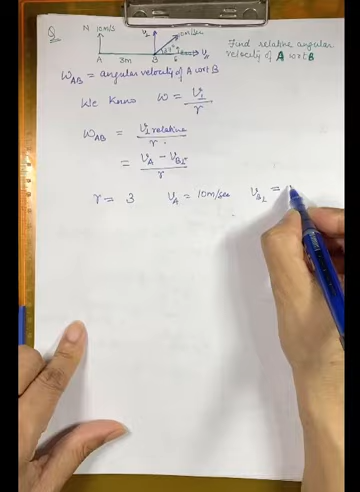 Q
N 10m/s
10m/sec
Find relative angular
velocity of A wrt B
A 3m B
ω_AB = angular velocity of A wrt B
We know ω = v⊥/r
ω_AB = v⊥ relative/r
= v_A − v_B⊥/r
r = 3 v_A = 10m/sec v_B⊥ =